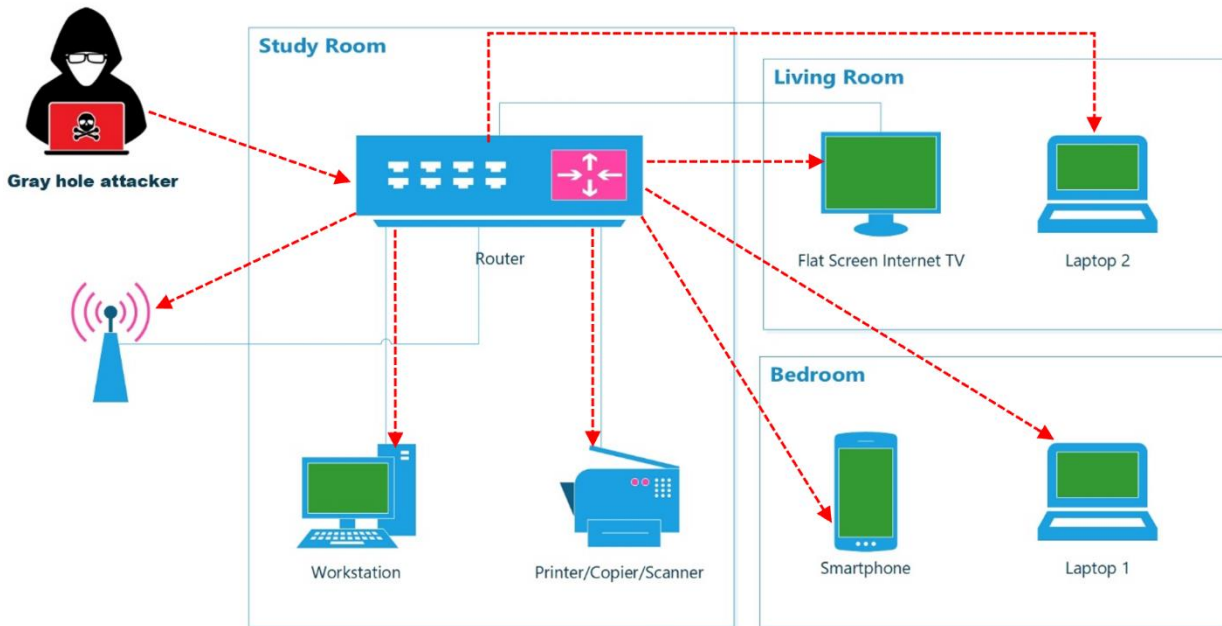 Study Room
Living Room
Gray hole attacker
Router
Flat Screen Internet TV
Laptop 2
Bedroom
Workstation
Printer/Copier/Scanner
Smartphone
Laptop 1